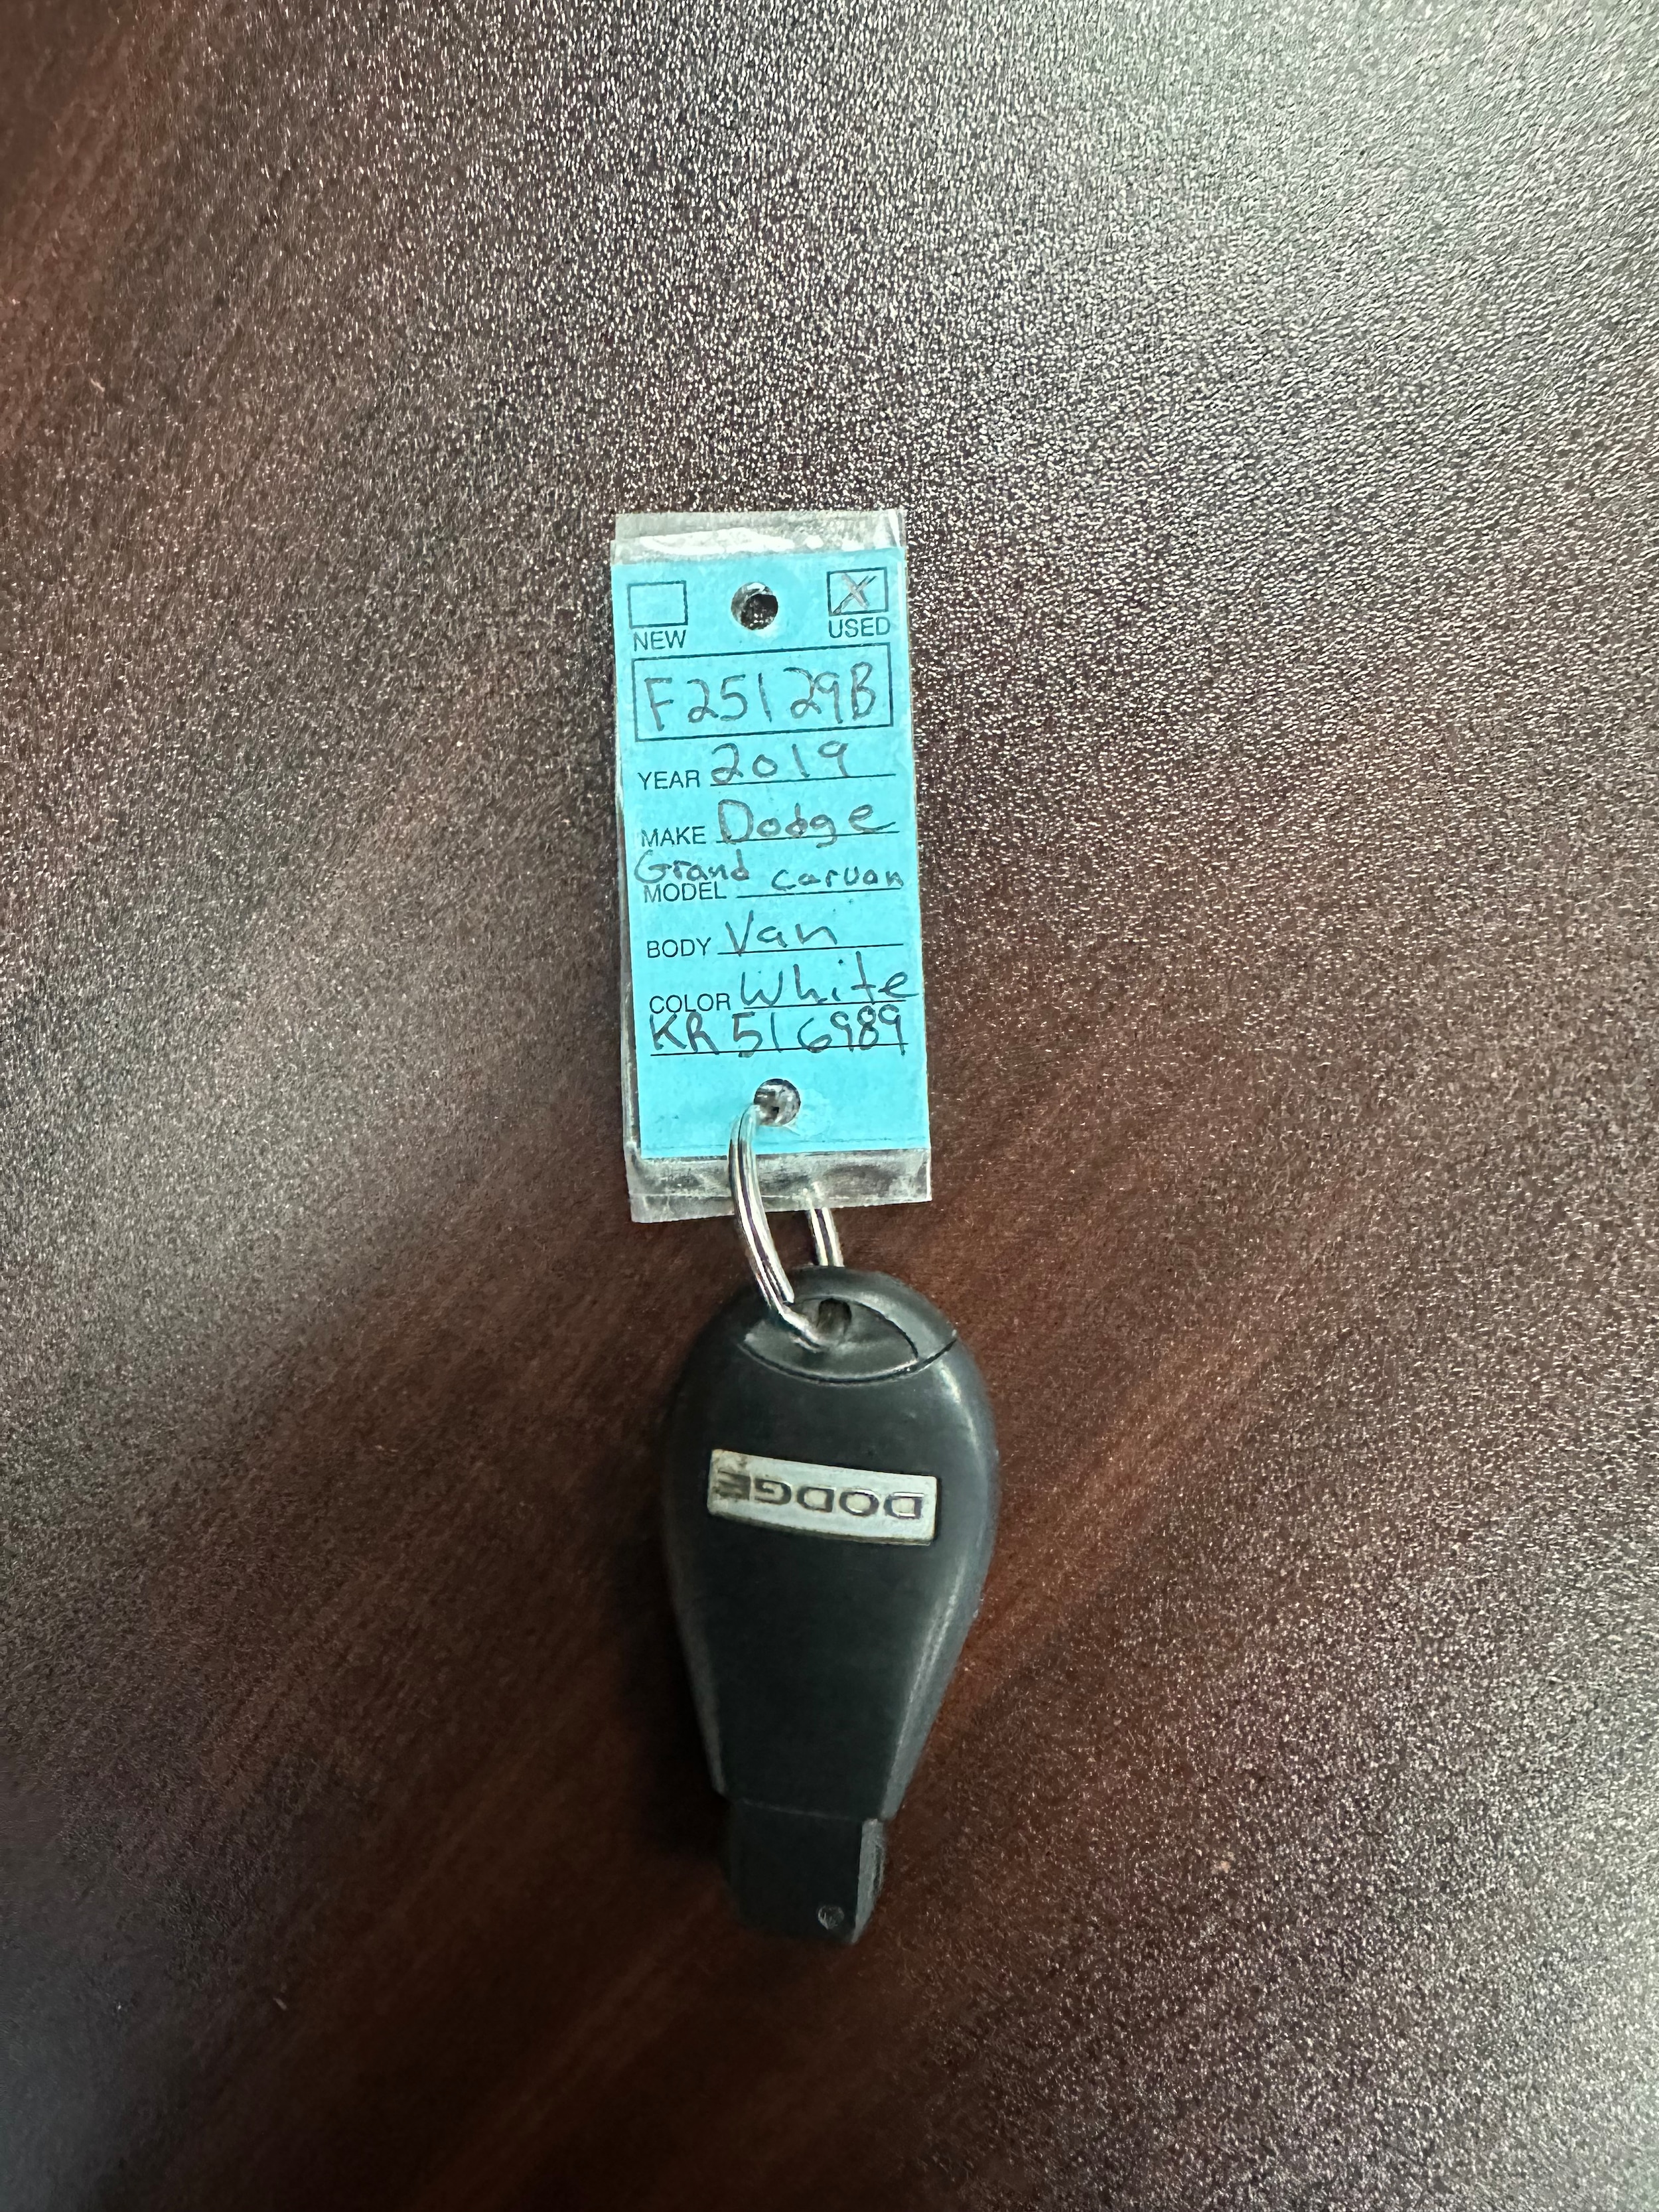 NEW USED
F25129B
YEAR 2019
MAKE Dodge
Grand
MODEL carvan
BODY Van
COLOR White
KR516989
DODGE